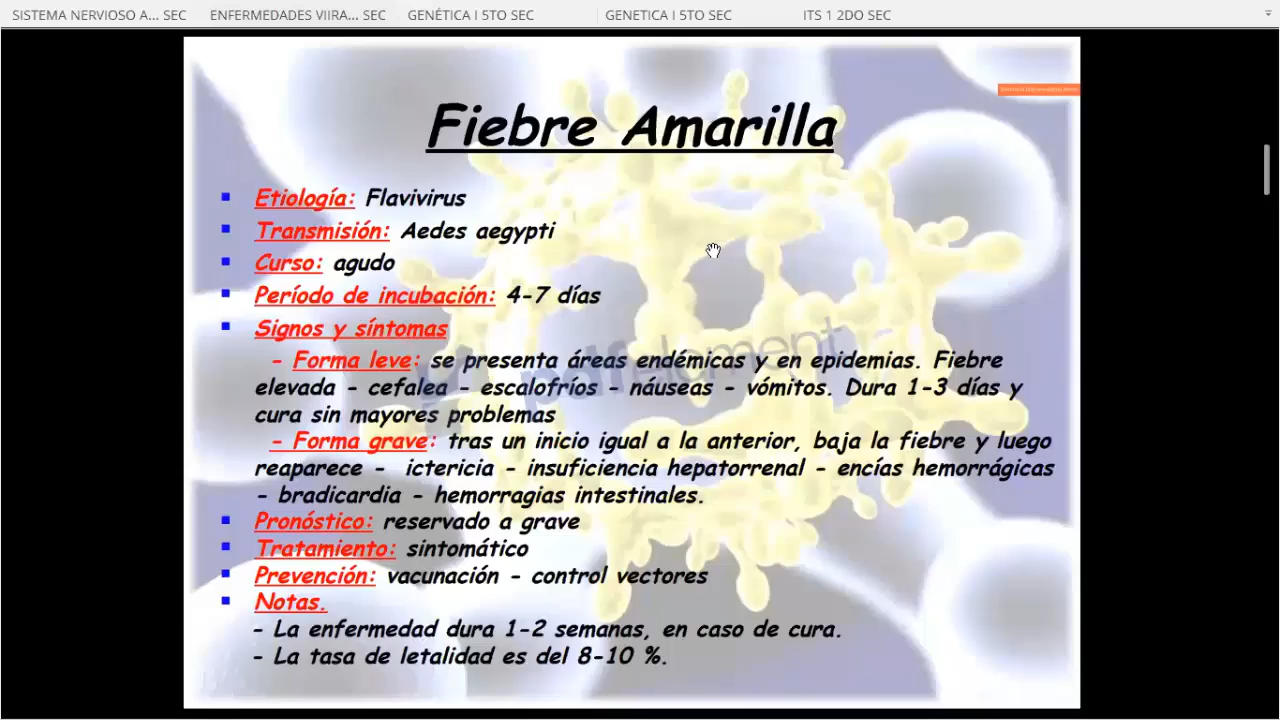 SISTEMA NERVIOSO A... SEC ENFERMEDADES VIIRA... SEC GENÉTICA I 5TO SEC GENETICA I 5TO SEC ITS 1 2DO SEC
Fiebre Amarilla
Etiología: Flavivirus
Transmisión: Aedes aegypti
Curso: agudo
Período de incubación: 4-7 días
Signos y síntomas
- Forma leve: se presenta áreas endémicas y en epidemias. Fiebre
elevada - cefalea - escalofríos - náuseas - vómitos. Dura 1-3 días y
cura sin mayores problemas
- Forma grave: tras un inicio igual a la anterior, baja la fiebre y luego
reaparece - ictericia - insuficiencia hepatorrenal - encías hemorrágicas
- bradicardia - hemorragias intestinales.
Pronóstico: reservado a grave
Tratamiento: sintomático
Prevención: vacunación - control vectores
Notas.
- La enfermedad dura 1-2 semanas, en caso de cura.
- La tasa de letalidad es del 8-10 %.